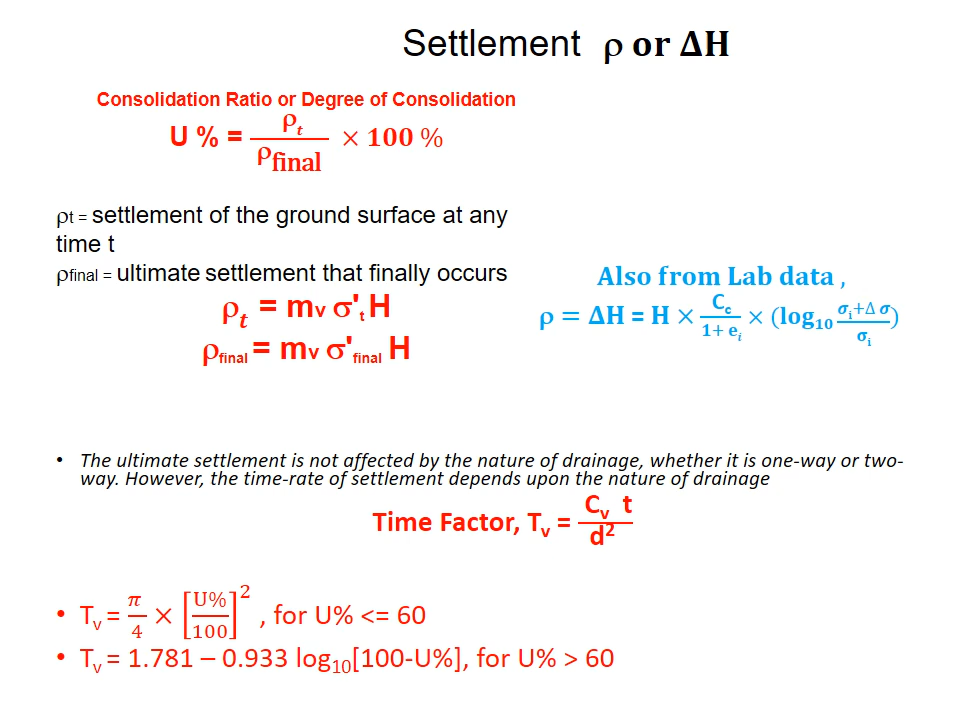 Settlement ρ or ΔH
Consolidation Ratio or Degree of Consolidation
U % = ρt / ρfinal × 100 %
ρt = settlement of the ground surface at any
time t
ρfinal = ultimate settlement that finally occurs
ρt = mv σ't H
ρfinal = mv σ'final H
Also from Lab data ,
ρ = ΔH = H × Cc / 1+ ei × (log10 σi+Δ σ / σi)
• The ultimate settlement is not affected by the nature of drainage, whether it is one-way or two-
way. However, the time-rate of settlement depends upon the nature of drainage
Time Factor, Tv = Cv t / d²
• Tv = π/4 × [U%/100]² , for U% <= 60
• Tv = 1.781 – 0.933 log10[100-U%], for U% > 60